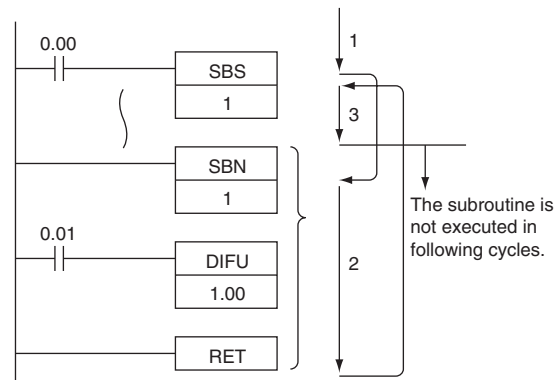 0.00
SBS
1
SBN
1
0.01
DIFU
1.00
RET
1
3
2
The subroutine is
not executed in
following cycles.